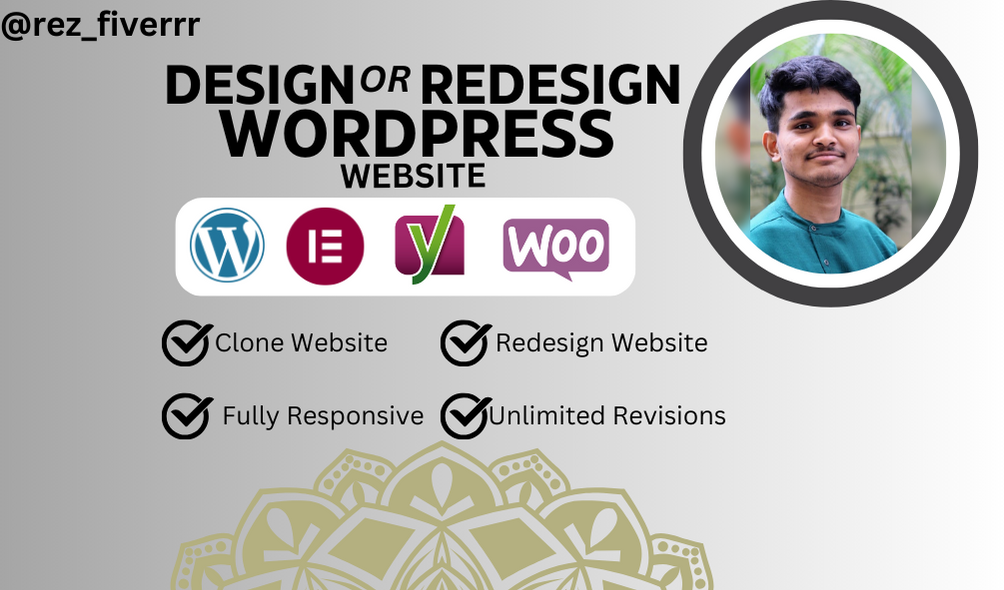 @rez_fiverrr
DESIGN OR REDESIGN
WORDPRESS
WEBSITE
W E y WOO
Clone Website Redesign Website
Fully Responsive Unlimited Revisions